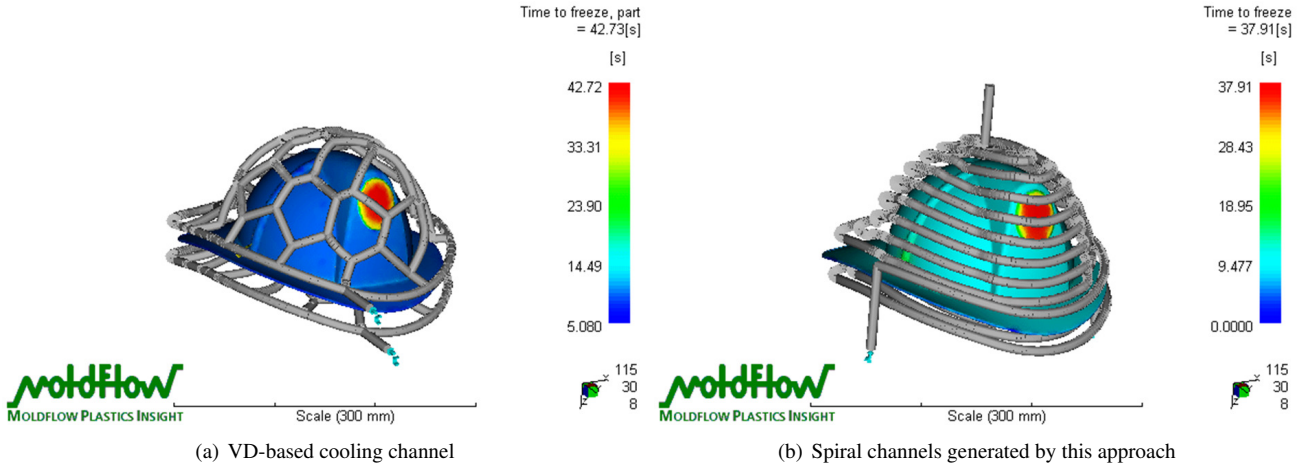 Time to freeze, part
= 42.73[s]
[s]
42.72
33.31
23.90
14.49
5.080
moldflow
MOLDFLOW PLASTICS INSIGHT
Scale (300 mm)
115
30
8
(a) VD-based cooling channel
Time to freeze
= 37.91[s]
[s]
37.91
28.43
18.95
9.477
0.0000
moldflow
MOLDFLOW PLASTICS INSIGHT
Scale (300 mm)
115
30
8
(b) Spiral channels generated by this approach